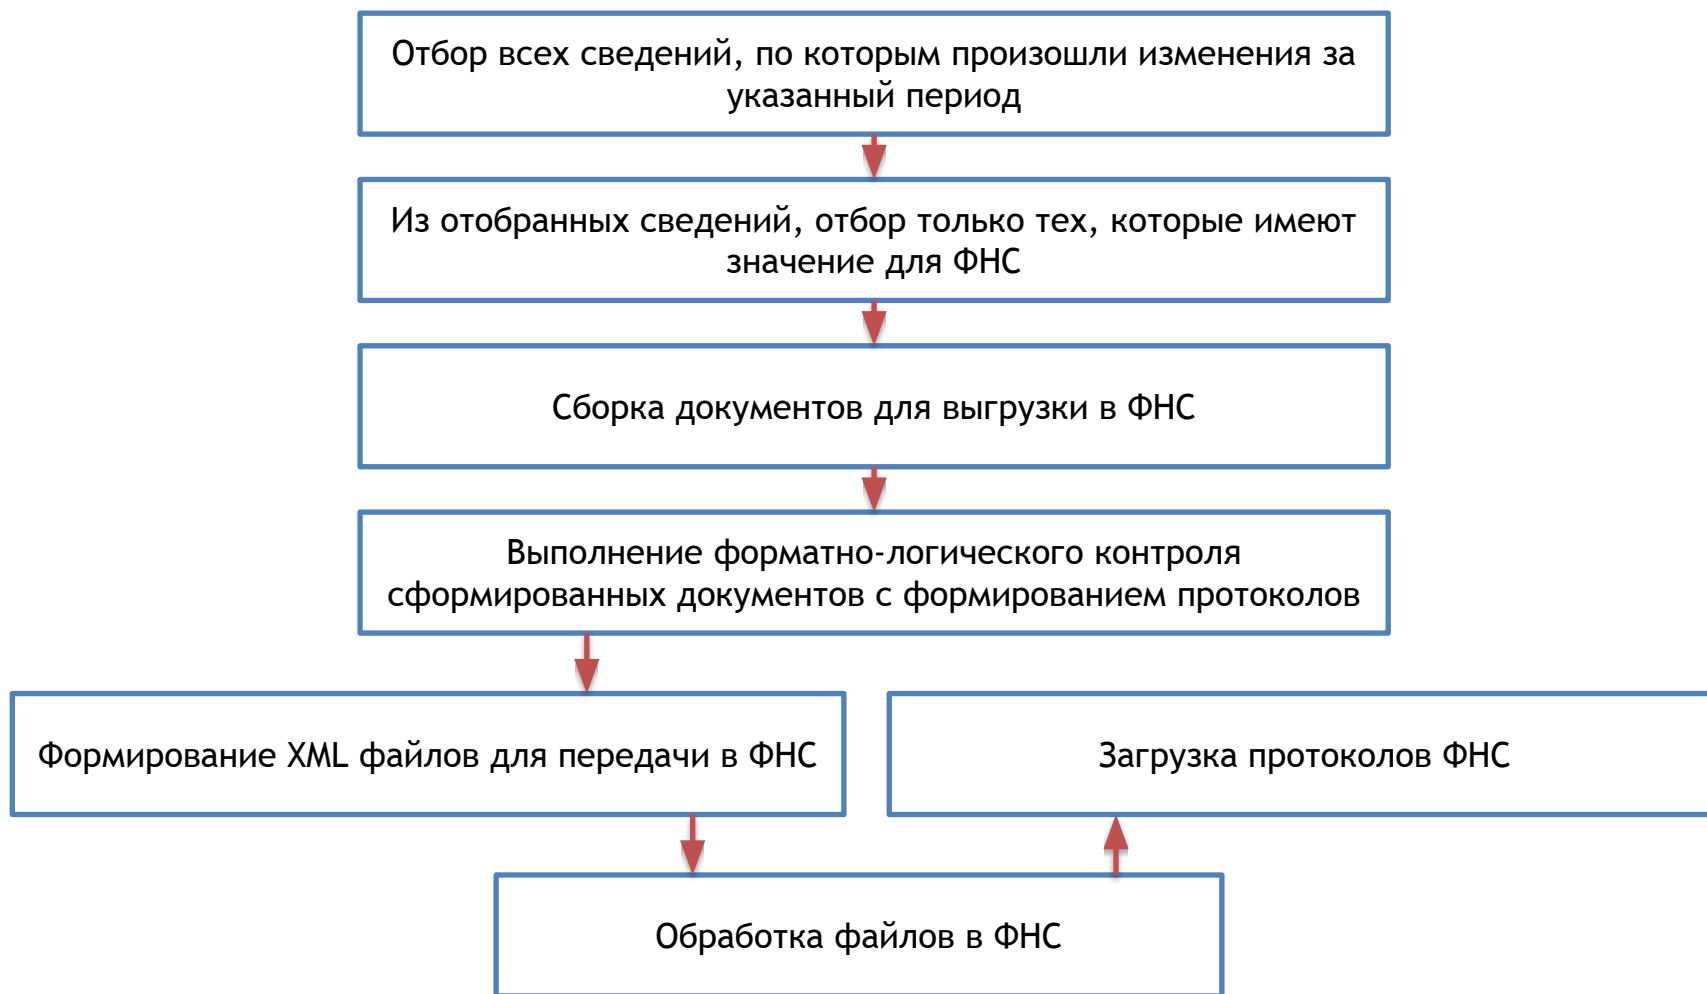 Отбор всех сведений, по которым произошли изменения за
указанный период
Из отобранных сведений, отбор только тех, которые имеют
значение для ФНС
Сборка документов для выгрузки в ФНС
Выполнение форматно-логического контроля
сформированных документов с формированием протоколов
Формирование XML файлов для передачи в ФНС
Загрузка протоколов ФНС
Обработка файлов в ФНС